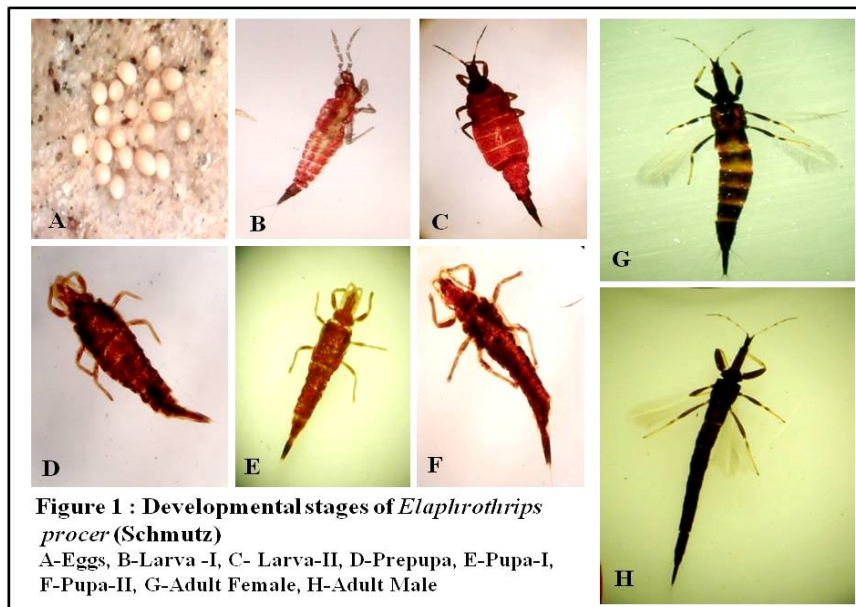 A
B
C
G
D
E
F
H
Figure 1 : Developmental stages of Elaphrothrips
procer (Schmutz)
A-Eggs, B-Larva -I, C- Larva-II, D-Prepupa, E-Pupa-I,
F-Pupa-II, G-Adult Female, H-Adult Male